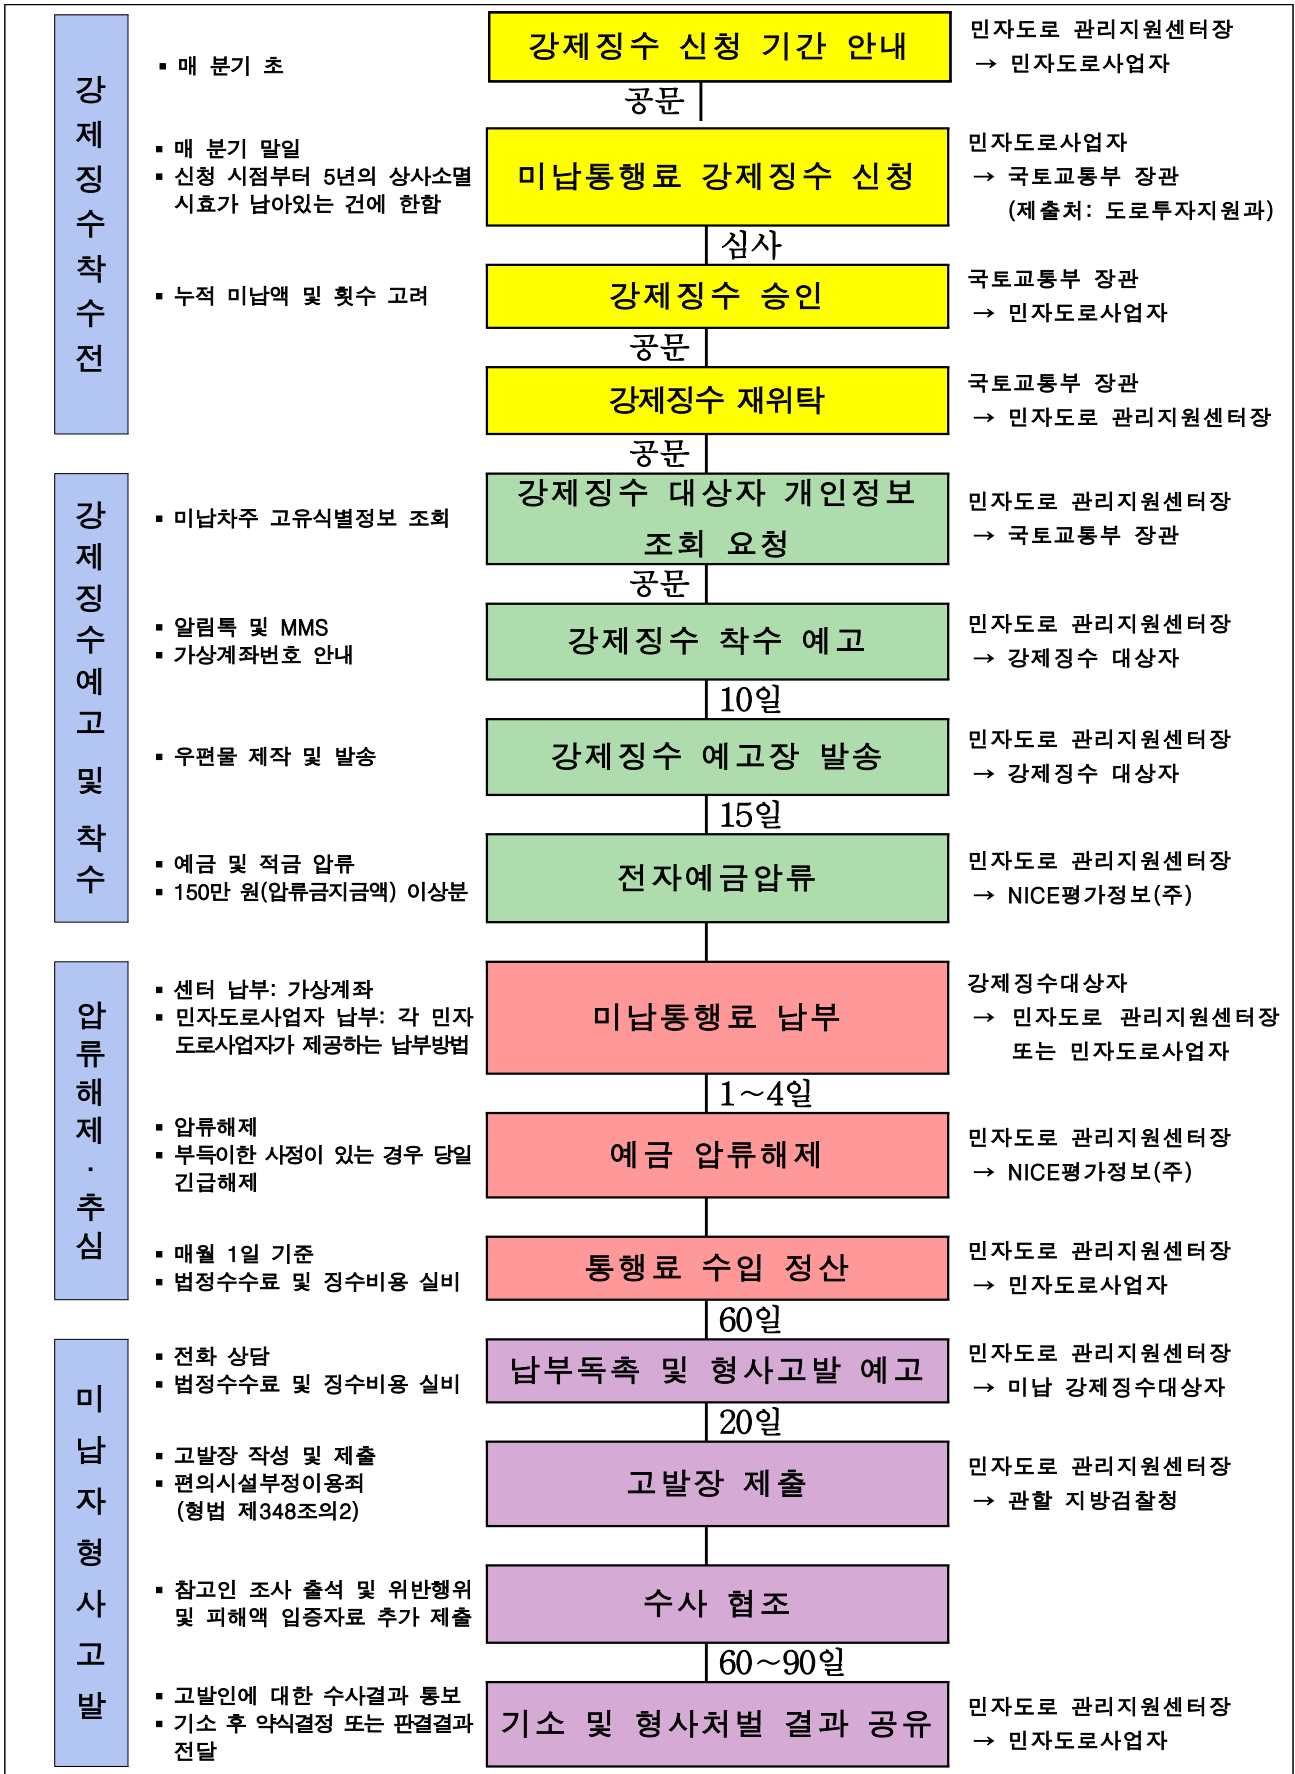 강제징수착수전
▪ 매 분기 초
강제징수 신청 기간 안내
민자도로 관리지원센터장
→ 민자도로사업자
공문
▪ 매 분기 말일
▪ 신청 시점부터 5년의 상사소멸
시효가 남아있는 건에 한함
미납통행료 강제징수 신청
민자도로사업자
→ 국토교통부 장관
(제출처: 도로투자지원과)
심사
▪ 누적 미납액 및 횟수 고려
강제징수 승인
국토교통부 장관
→ 민자도로사업자
공문
강제징수 재위탁
국토교통부 장관
→ 민자도로 관리지원센터장
공문
강제징수예고 및 착수
▪ 미납차주 고유식별정보 조회
강제징수 대상자 개인정보
조회 요청
민자도로 관리지원센터장
→ 국토교통부 장관
공문
▪ 알림톡 및 MMS
▪ 가상계좌번호 안내
강제징수 착수 예고
민자도로 관리지원센터장
→ 강제징수 대상자
10일
▪ 우편물 제작 및 발송
강제징수 예고장 발송
민자도로 관리지원센터장
→ 강제징수 대상자
15일
▪ 예금 및 적금 압류
▪ 150만 원(압류금지금액) 이상분
전자예금압류
민자도로 관리지원센터장
→ NICE평가정보(주)
압류해제·추심
▪ 센터 납부: 가상계좌
▪ 민자도로사업자 납부: 각 민자
도로사업자가 제공하는 납부방법
미납통행료 납부
강제징수대상자
→ 민자도로 관리지원센터장
또는 민자도로사업자
1~4일
▪ 압류해제
▪ 부득이한 사정이 있는 경우 당일
긴급해제
예금 압류해제
민자도로 관리지원센터장
→ NICE평가정보(주)
▪ 매월 1일 기준
▪ 법정수수료 및 징수비용 실비
통행료 수입 정산
민자도로 관리지원센터장
→ 민자도로사업자
60일
미납자형사고발
▪ 전화 상담
▪ 법정수수료 및 징수비용 실비
납부독촉 및 형사고발 예고
민자도로 관리지원센터장
→ 미납 강제징수대상자
20일
▪ 고발장 작성 및 제출
▪ 편의시설부정이용죄
(형법 제348조의2)
고발장 제출
민자도로 관리지원센터장
→ 관할 지방검찰청
▪ 참고인 조사 출석 및 위반행위
및 피해액 입증자료 추가 제출
수사 협조
60~90일
▪ 고발인에 대한 수사결과 통보
▪ 기소 후 약식결정 또는 판결결과
전달
기소 및 형사처벌 결과 공유
민자도로 관리지원센터장
→ 민자도로사업자